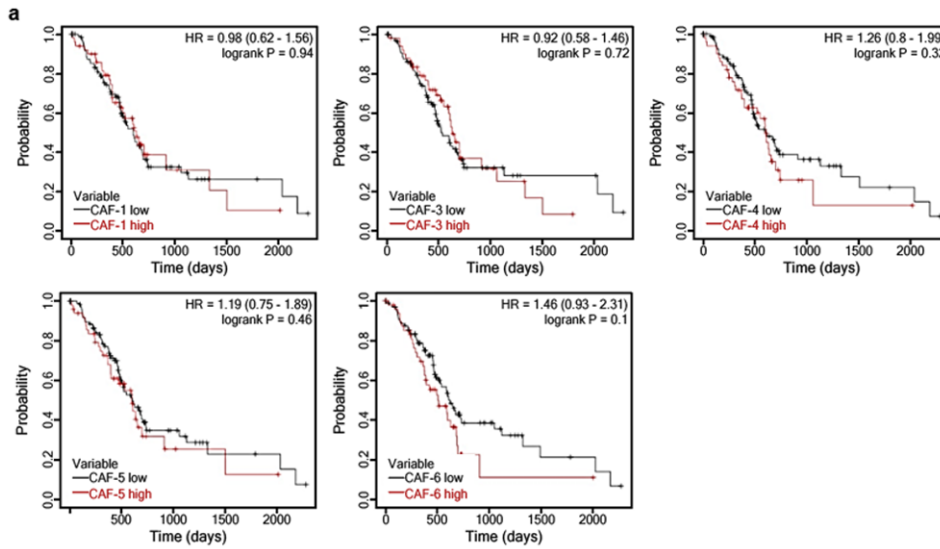 a
HR = 0.98 (0.62 - 1.56)
logrank P = 0.94
Probability
1.0
0.8
0.6
0.4
0.2
0.0
Variable
CAF-1 low
CAF-1 high
0 500 1000 1500 2000
Time (days)
HR = 0.92 (0.58 - 1.46)
logrank P = 0.72
Probability
1.0
0.8
0.6
0.4
0.2
0.0
Variable
CAF-3 low
CAF-3 high
0 500 1000 1500 2000
Time (days)
HR = 1.26 (0.8 - 1.99
logrank P =
Probability
1.0
0.8
0.6
0.4
0.2
0.0
Variable
CAF-4 low
CAF-4 high
0 500 1000 1500 2000
Time (days)
HR = 1.19 (0.75 - 1.89)
logrank P = 0.46
Probability
1.0
0.8
0.6
0.4
0.2
0.0
Variable
CAF-5 low
CAF-5 high
0 500 1000 1500 2000
Time (days)
HR = 1.46 (0.93 - 2.31)
logrank P = 0.1
Probability
1.0
0.8
0.6
0.4
0.2
0.0
Variable
CAF-6 low
CAF-6 high
0 500 1000 1500 2000
Time (days)